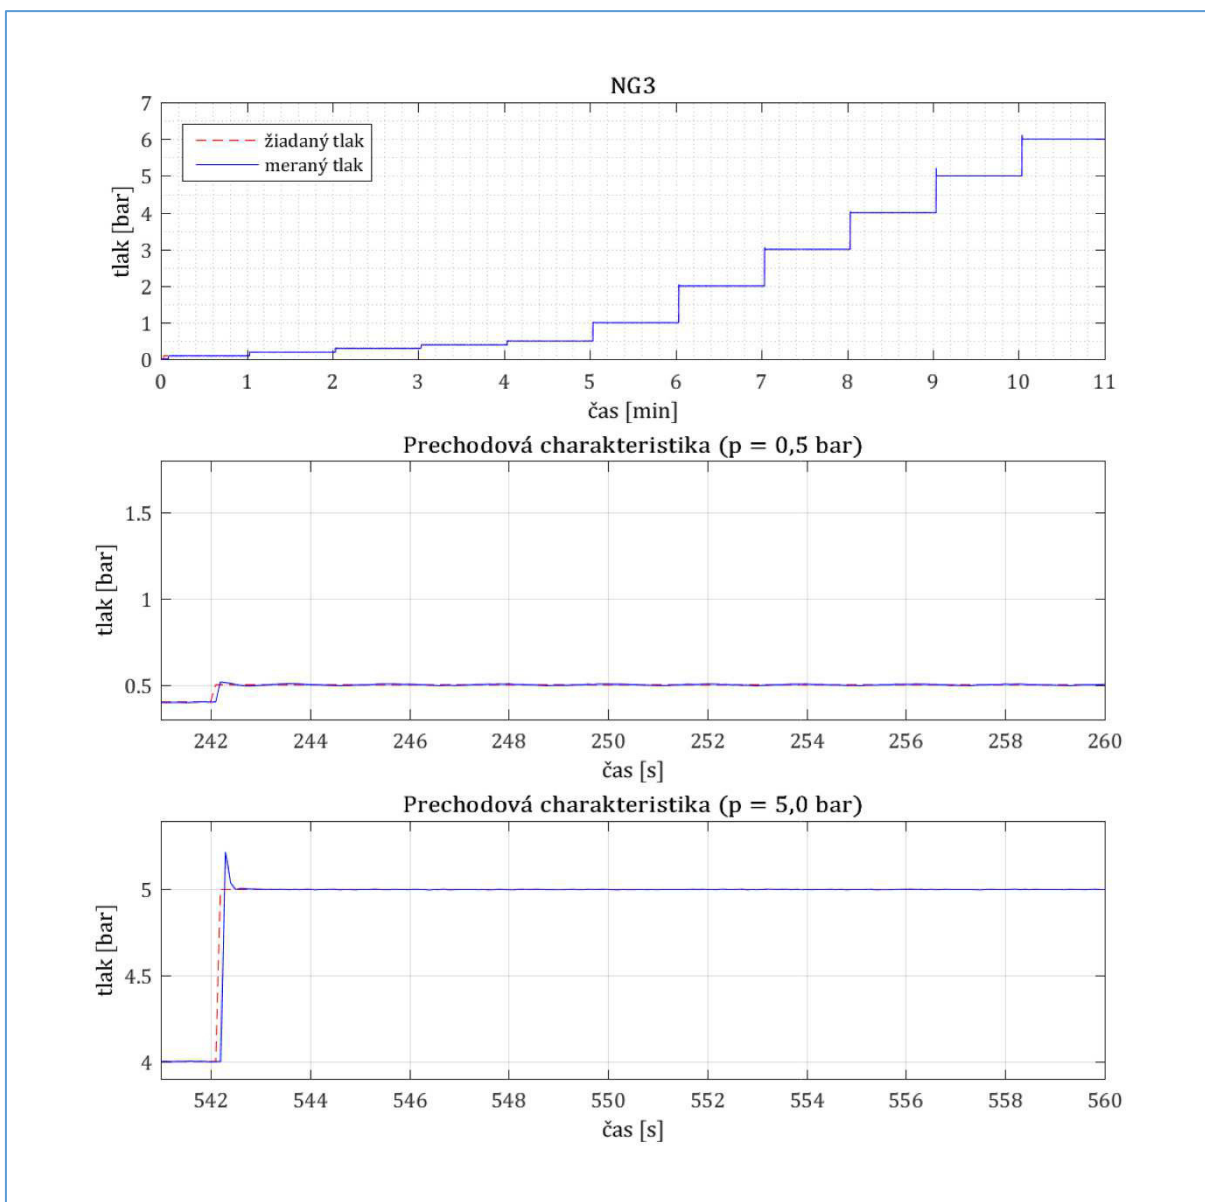 NG3
7
6
5
4
3
2
1
0
tlak [bar]
žiadaný tlak
meraný tlak
0 1 2 3 4 5 6 7 8 9 10 11
čas [min]
Prechodová charakteristika (p = 0,5 bar)
1.5
1
0.5
tlak [bar]
242 244 246 248 250 252 254 256 258 260
čas [s]
Prechodová charakteristika (p = 5,0 bar)
5
4.5
4
tlak [bar]
542 544 546 548 550 552 554 556 558 560
čas [s]